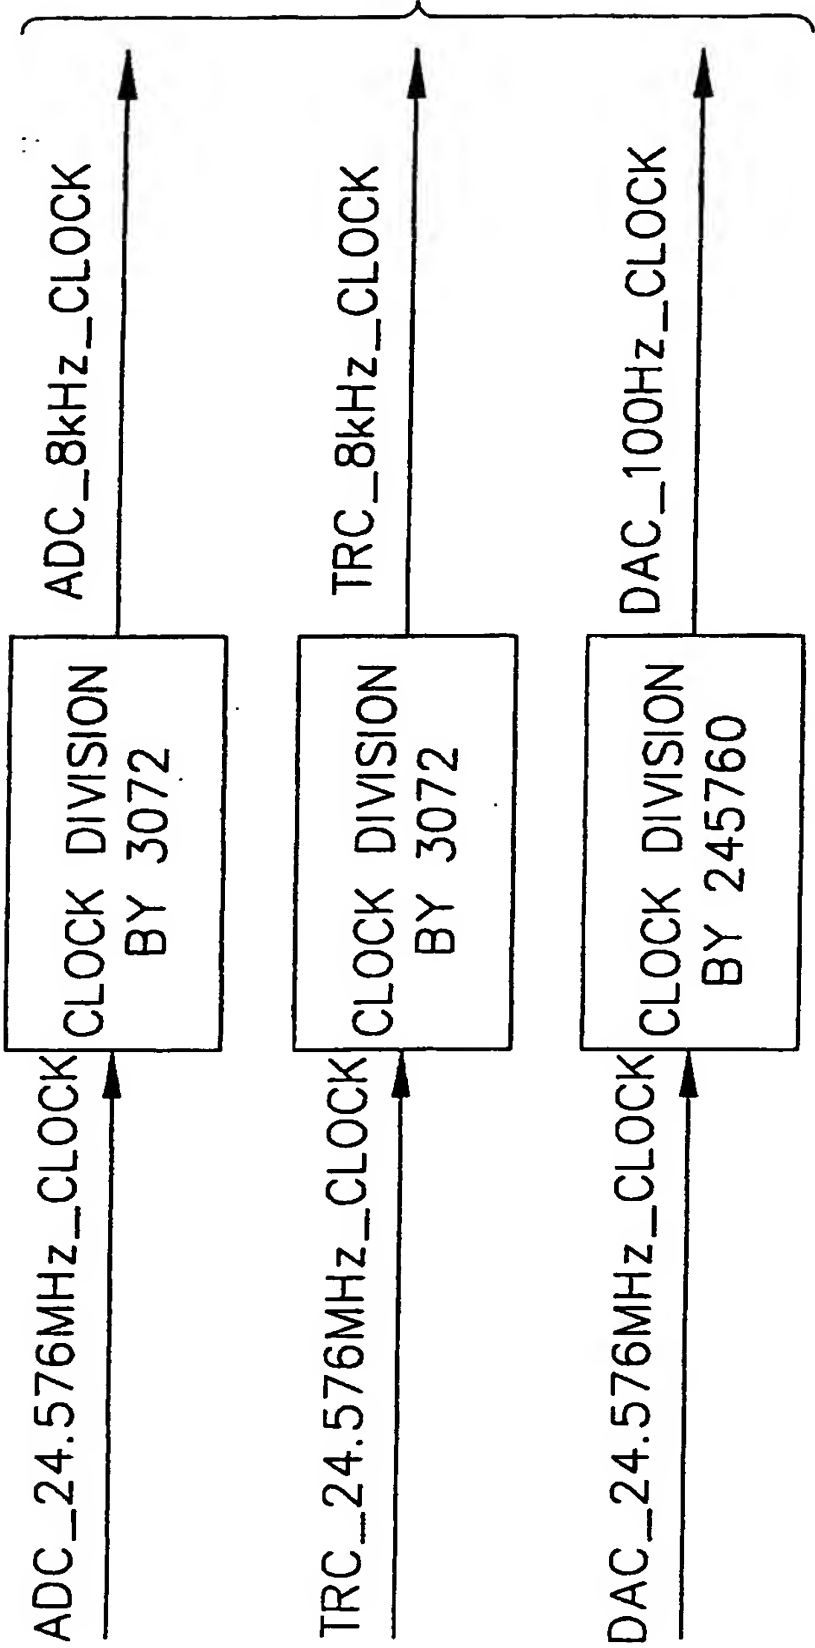 ADC_24.576MHz_CLOCK
CLOCK DIVISION
BY 3072
ADC_8kHz_CLOCK
TRC_24.576MHz_CLOCK
CLOCK DIVISION
BY 3072
TRC_8kHz_CLOCK
DAC_24.576MHz_CLOCK
CLOCK DIVISION
BY 245760
DAC_100Hz_CLOCK